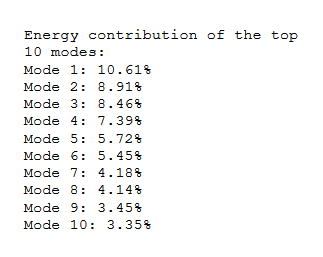 Energy contribution of the top
10 modes:
Mode 1: 10.61%
Mode 2: 8.91%
Mode 3: 8.46%
Mode 4: 7.39%
Mode 5: 5.72%
Mode 6: 5.45%
Mode 7: 4.18%
Mode 8: 4.14%
Mode 9: 3.45%
Mode 10: 3.35%